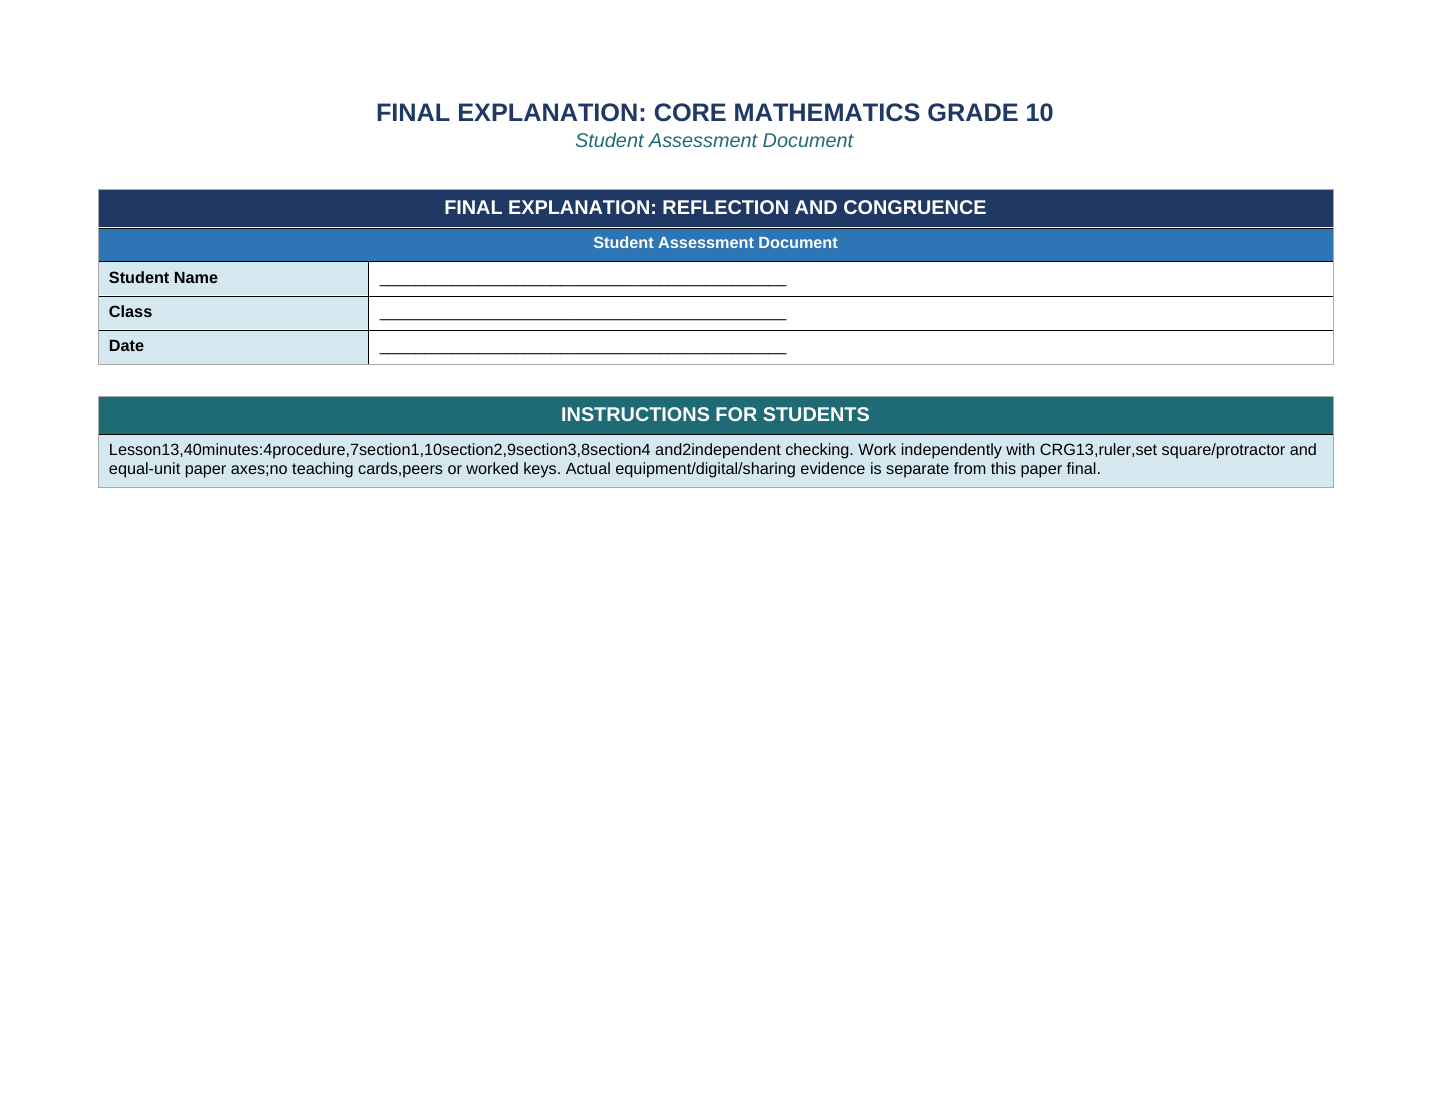 FINAL EXPLANATION: CORE MATHEMATICS GRADE 10
Student Assessment Document
FINAL EXPLANATION: REFLECTION AND CONGRUENCE
Student Assessment Document
Student Name ______________________________________________
Class ______________________________________________
Date ______________________________________________
INSTRUCTIONS FOR STUDENTS
Lesson13,40minutes:4procedure,7section1,10section2,9section3,8section4 and2independent checking. Work independently with CRG13,ruler,set square/protractor and
equal-unit paper axes;no teaching cards,peers or worked keys. Actual equipment/digital/sharing evidence is separate from this paper final.